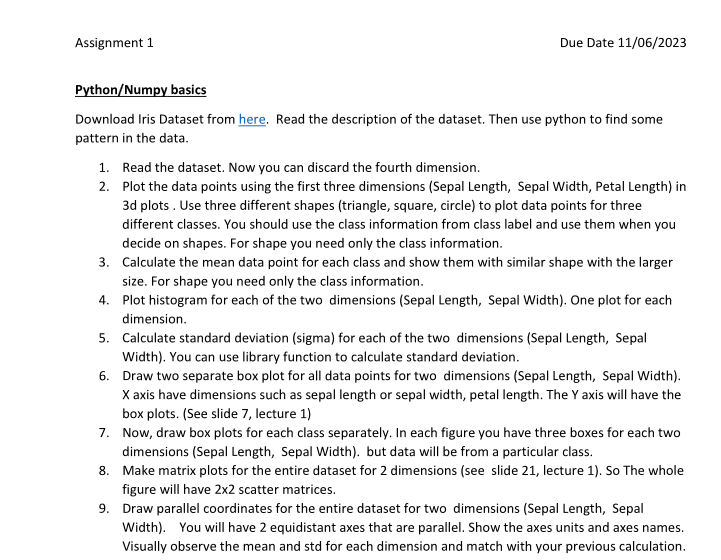 Assignment 1 Due Date 11/06/2023
Python/Numpy basics
Download Iris Dataset from here. Read the description of the dataset. Then use python to find some
pattern in the data.
1. Read the dataset. Now you can discard the fourth dimension.
2. Plot the data points using the first three dimensions (Sepal Length, Sepal Width, Petal Length) in
3d plots . Use three different shapes (triangle, square, circle) to plot data points for three
different classes. You should use the class information from class label and use them when you
decide on shapes. For shape you need only the class information.
3. Calculate the mean data point for each class and show them with similar shape with the larger
size. For shape you need only the class information.
4. Plot histogram for each of the two dimensions (Sepal Length, Sepal Width). One plot for each
dimension.
5. Calculate standard deviation (sigma) for each of the two dimensions (Sepal Length, Sepal
Width). You can use library function to calculate standard deviation.
6. Draw two separate box plot for all data points for two dimensions (Sepal Length, Sepal Width).
X axis have dimensions such as sepal length or sepal width, petal length. The Y axis will have the
box plots. (See slide 7, lecture 1)
7. Now, draw box plots for each class separately. In each figure you have three boxes for each two
dimensions (Sepal Length, Sepal Width). but data will be from a particular class.
8. Make matrix plots for the entire dataset for 2 dimensions (see slide 21, lecture 1). So The whole
figure will have 2x2 scatter matrices.
9. Draw parallel coordinates for the entire dataset for two dimensions (Sepal Length, Sepal
Width). You will have 2 equidistant axes that are parallel. Show the axes units and axes names.
Visually observe the mean and std for each dimension and match with your previous calculation.